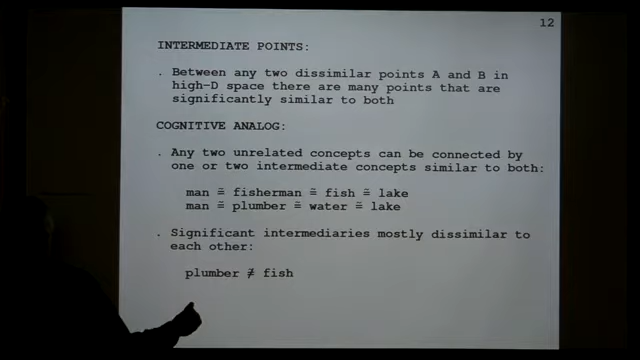 12
INTERMEDIATE POINTS:
. Between any two dissimilar points A and B in
high-D space there are many points that are
significantly similar to both
COGNITIVE ANALOG:
. Any two unrelated concepts can be connected by
one or two intermediate concepts similar to both:
man ≅ fisherman ≅ fish ≅ lake
man ≅ plumber ≅ water ≅ lake
. Significant intermediaries mostly dissimilar to
each other:
plumber ≇ fish